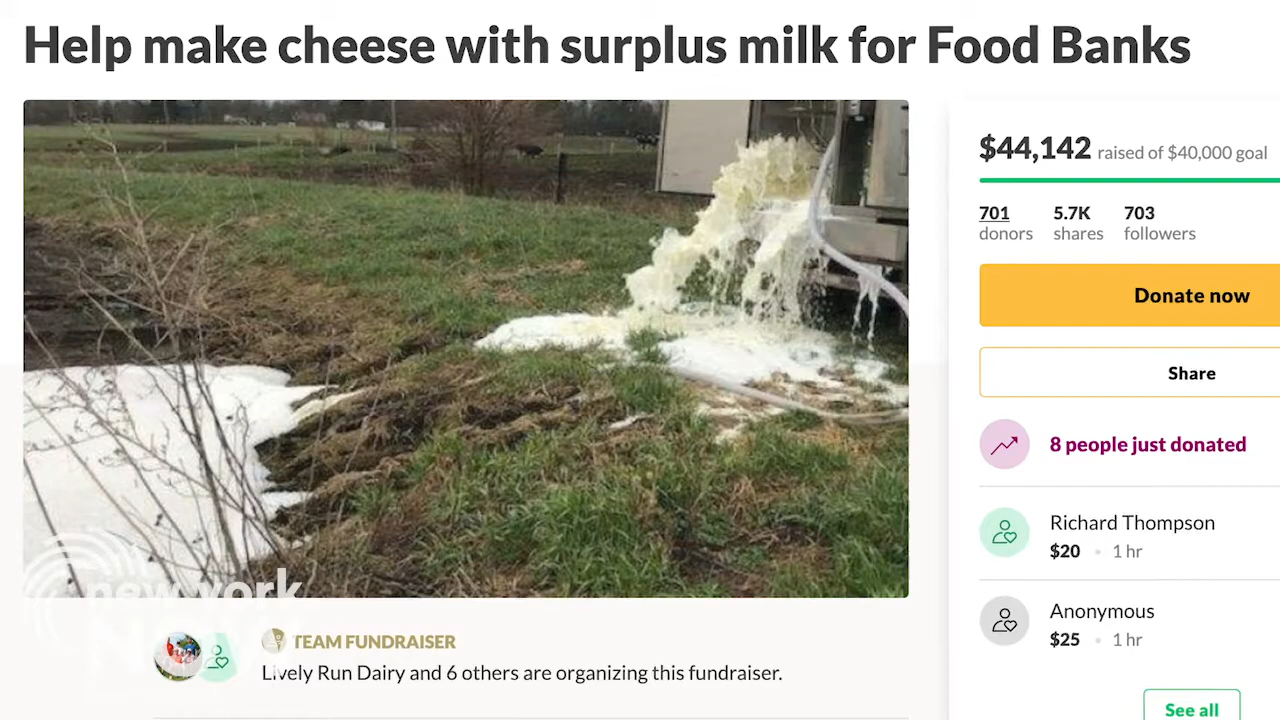 Help make cheese with surplus milk for Food Banks
$44,142 raised of $40,000 goal
701 5.7K 703
donors shares followers
Donate now
Share
8 people just donated
Richard Thompson
$20 • 1 hr
Anonymous
$25 • 1 hr
See all
new york
TEAM FUNDRAISER
Lively Run Dairy and 6 others are organizing this fundraiser.